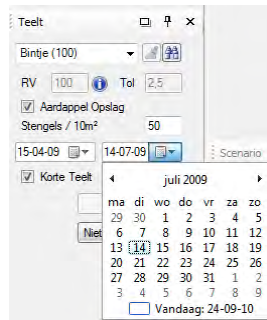 Teelt
Bintje (100)
RV 100 Tol 2,5
Aardappel Opslag
Stengels / 10m² 50
15-04-09 14-07-09
Scenario
Korte Teelt
juli 2009
ma di wo do vr za zo
29 30 1 2 3 4 5
6 7 8 9 10 11 12
13 14 15 16 17 18 19
20 21 22 23 24 25 26
27 28 29 30 31 1 2
3 4 5 6 7 8 9
Niet
Vandaag: 24-09-10